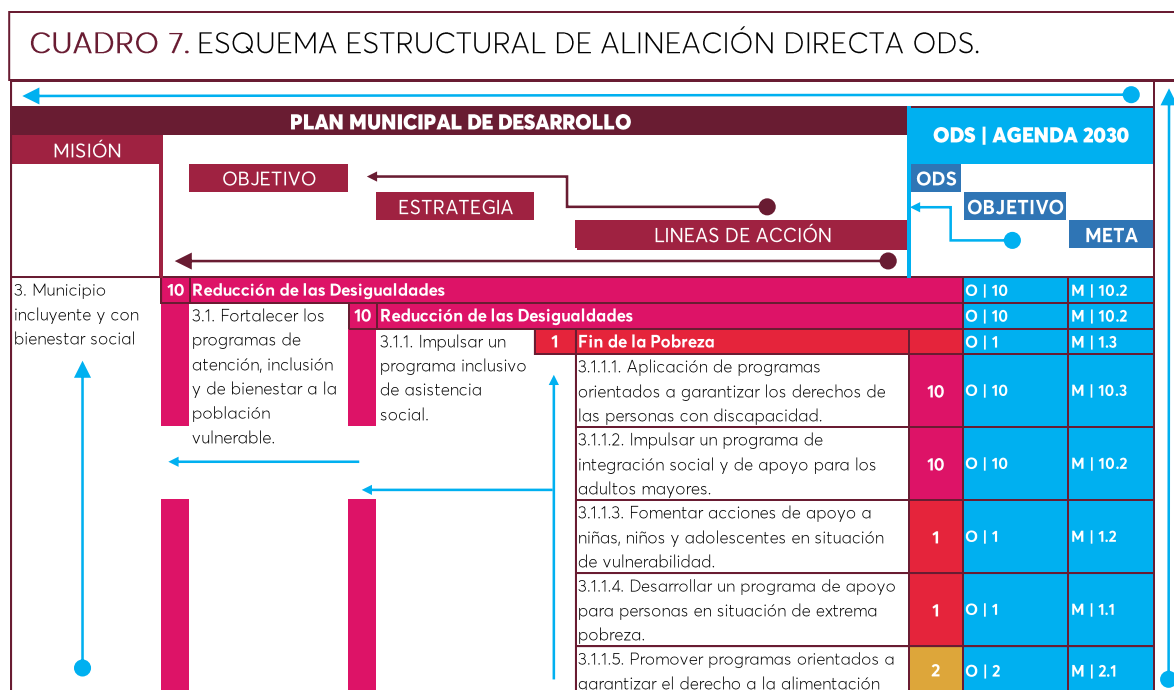 CUADRO 7. ESQUEMA ESTRUCTURAL DE ALINEACIÓN DIRECTA ODS.
PLAN MUNICIPAL DE DESARROLLO
ODS | AGENDA 2030
MISIÓN
OBJETIVO
ESTRATEGIA
LINEAS DE ACCIÓN
ODS
OBJETIVO
META
3. Municipio
incluyente y con
bienestar social
10 Reducción de las Desigualdades O | 10 M | 10.2
3.1. Fortalecer los
programas de
atención, inclusión
y de bienestar a la
población
vulnerable.
10 Reducción de las Desigualdades O | 10 M | 10.2
3.1.1. Impulsar un
programa inclusivo
de asistencia
social.
1 Fin de la Pobreza O | 1 M | 1.3
3.1.1.1. Aplicación de programas
orientados a garantizar los derechos de
las personas con discapacidad.
10 O | 10 M | 10.3
3.1.1.2. Impulsar un programa de
integración social y de apoyo para los
adultos mayores.
10 O | 10 M | 10.2
3.1.1.3. Fomentar acciones de apoyo a
niñas, niños y adolescentes en situación
de vulnerabilidad.
1 O | 1 M | 1.2
3.1.1.4. Desarrollar un programa de apoyo
para personas en situación de extrema
pobreza.
1 O | 1 M | 1.1
3.1.1.5. Promover programas orientados a
garantizar el derecho a la alimentación
2 O | 2 M | 2.1